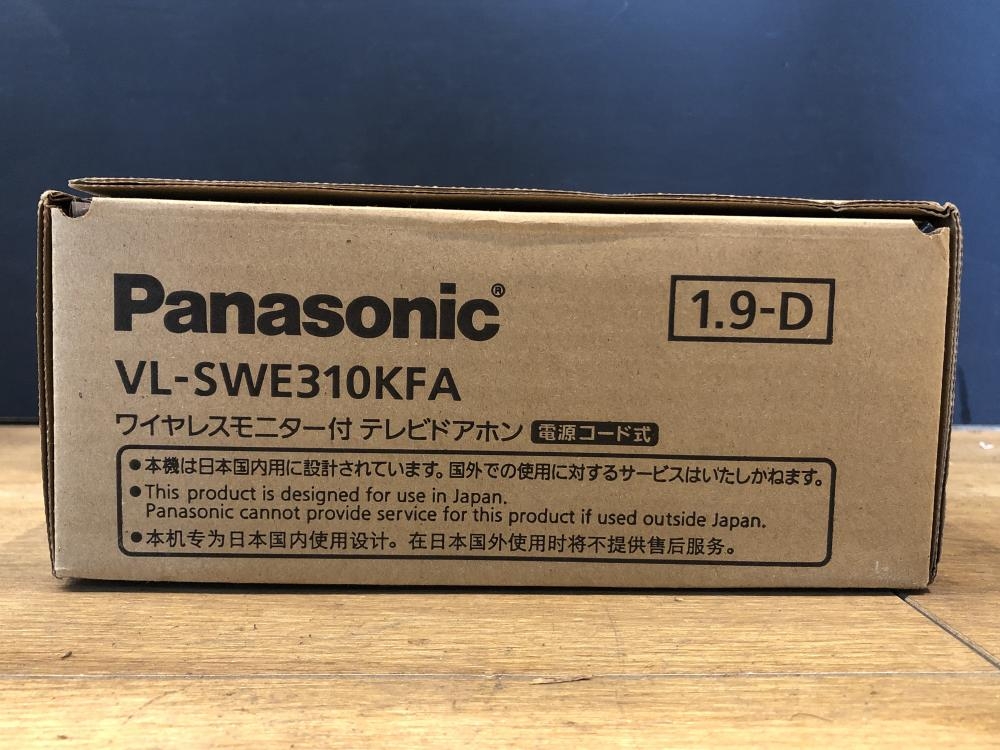 Panasonic®
1.9-D
VL-SWE310KFA
ワイヤレスモニター付 テレビドアホン 電源コード式
●本機は日本国内用に設計されています。国外での使用に対するサービスはいたしかねます。
●This product is designed for use in Japan.
Panasonic cannot provide service for this product if used outside Japan.
●本机专为日本国内使用设计。在日本国外使用时将不提供售后服务。